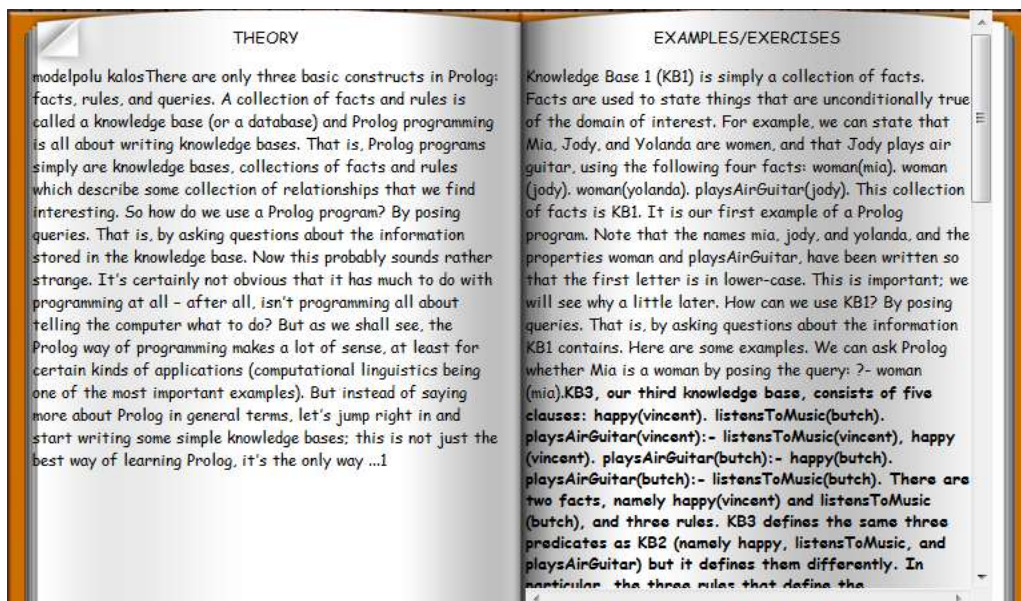 THEORY
modelpolu kalosThere are only three basic constructs in Prolog:
facts, rules, and queries. A collection of facts and rules is
called a knowledge base (or a database) and Prolog programming
is all about writing knowledge bases. That is, Prolog programs
simply are knowledge bases, collections of facts and rules
which describe some collection of relationships that we find
interesting. So how do we use a Prolog program? By posing
queries. That is, by asking questions about the information
stored in the knowledge base. Now this probably sounds rather
strange. It's certainly not obvious that it has much to do with
programming at all – after all, isn't programming all about
telling the computer what to do? But as we shall see, the
Prolog way of programming makes a lot of sense, at least for
certain kinds of applications (computational linguistics being
one of the most important examples). But instead of saying
more about Prolog in general terms, let's jump right in and
start writing some simple knowledge bases; this is not just the
best way of learning Prolog, it's the only way ...1
EXAMPLES/EXERCISES
Knowledge Base 1 (KB1) is simply a collection of facts.
Facts are used to state things that are unconditionally true
of the domain of interest. For example, we can state that
Mia, Jody, and Yolanda are women, and that Jody plays air
guitar, using the following four facts: woman(mia). woman
(jody). woman(yolanda). playsAirGuitar(jody). This collection
of facts is KB1. It is our first example of a Prolog
program. Note that the names mia, jody, and yolanda, and the
properties woman and playsAirGuitar, have been written so
that the first letter is in lower-case. This is important; we
will see why a little later. How can we use KB1? By posing
queries. That is, by asking questions about the information
KB1 contains. Here are some examples. We can ask Prolog
whether Mia is a woman by posing the query: ?- woman
(mia).KB3, our third knowledge base, consists of five
clauses: happy(vincent). listensToMusic(butch).
playsAirGuitar(vincent):- listensToMusic(vincent), happy
(vincent). playsAirGuitar(butch):- happy(butch).
playsAirGuitar(butch):- listensToMusic(butch). There are
two facts, namely happy(vincent) and listensToMusic
(butch), and three rules. KB3 defines the same three
predicates as KB2 (namely happy, listensToMusic, and
playsAirGuitar) but it defines them differently. In
particular, the three rules that define the